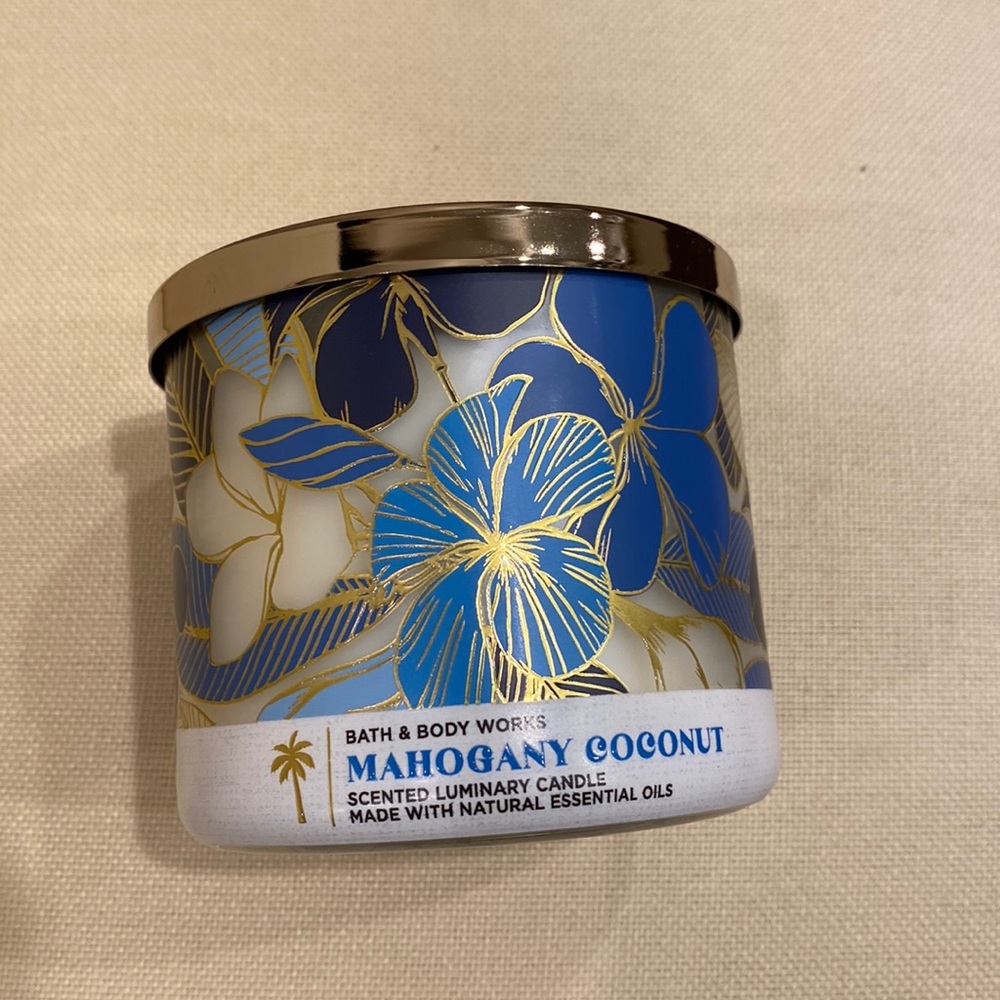 BATH & BODY WORKS
MAHOGANY COCONUT
SCENTED LUMINARY CANDLE
MADE WITH NATURAL ESSENTIAL OILS